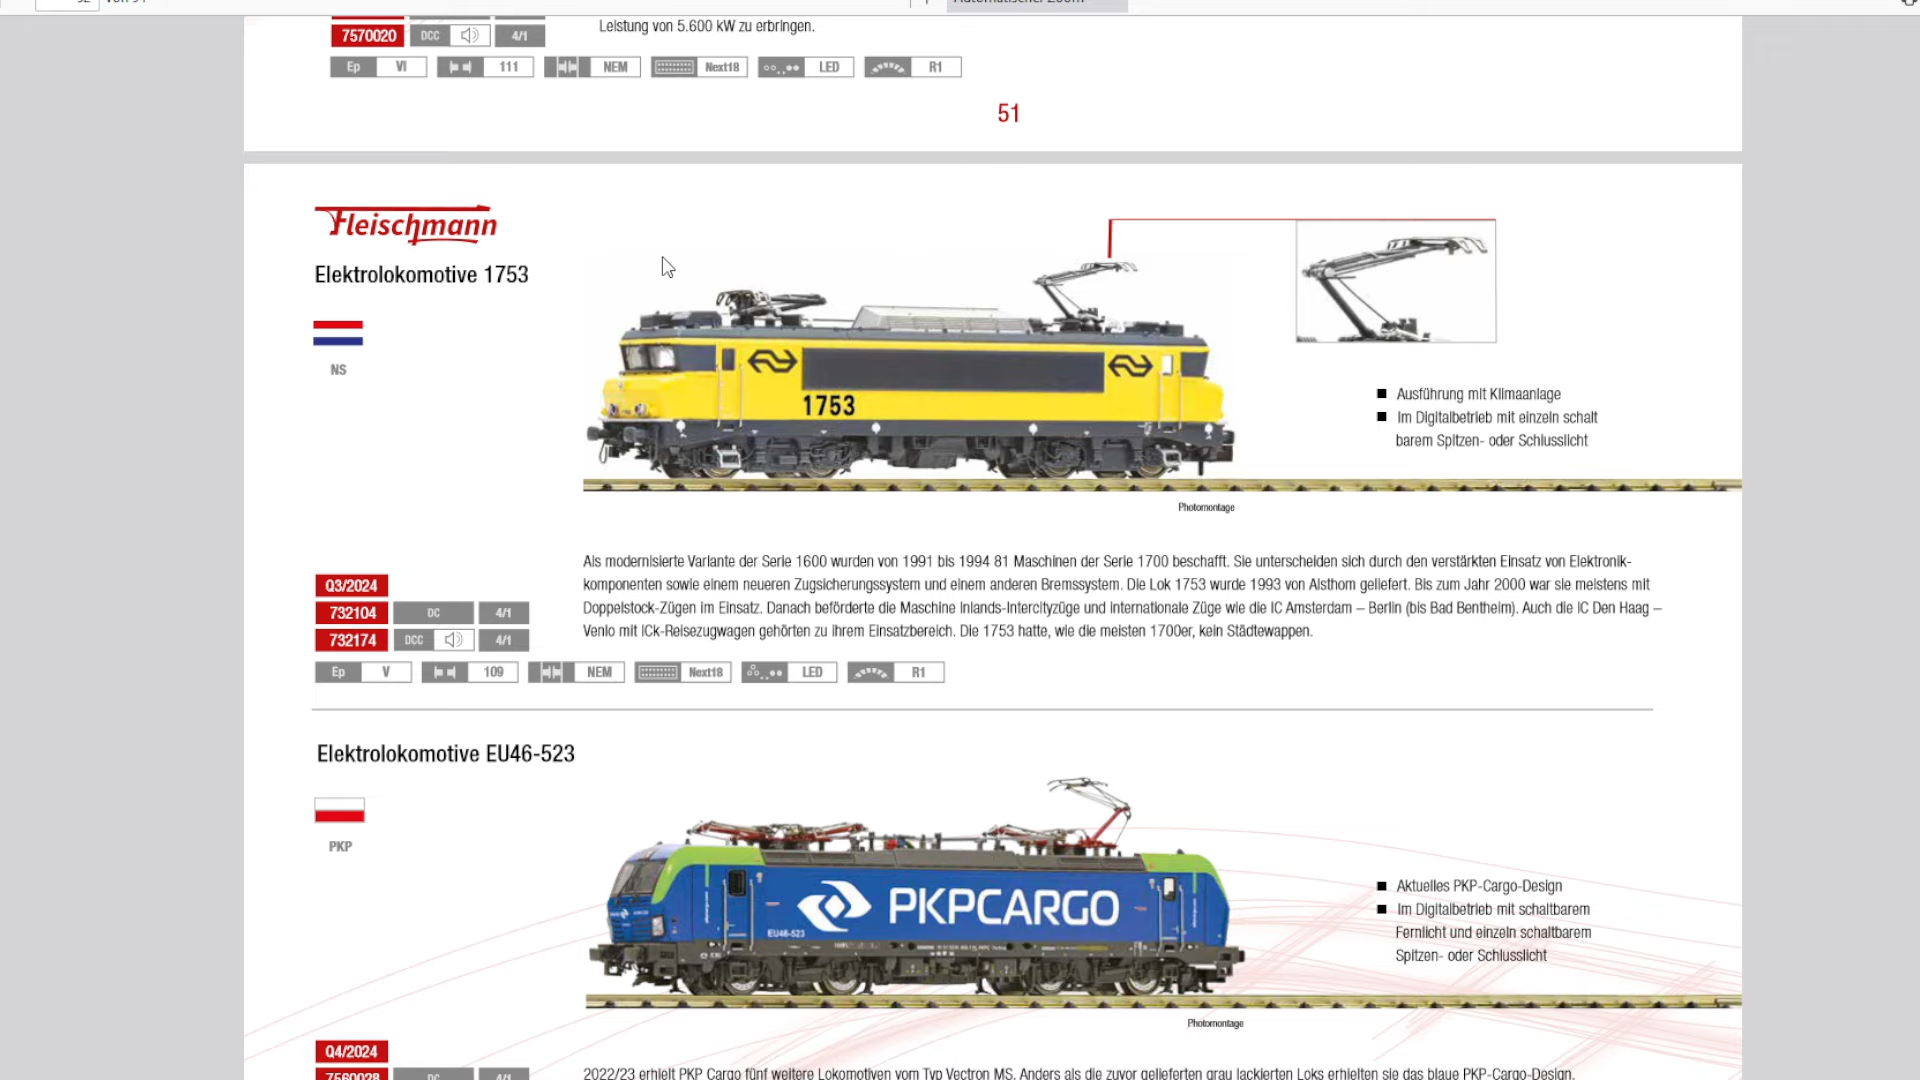 Leistung von 5.600 kW zu erbringen.
7570020 DCC 4/1
Ep VI 111 NEM Next18 LED R1
51
Fleischmann
Elektrolokomotive 1753
NS
1753
Ausführung mit Klimaanlage
Im Digitalbetrieb mit einzeln schalt
barem Spitzen- oder Schlusslicht
Photomontage
Als modernisierte Variante der Serie 1600 wurden von 1991 bis 1994 81 Maschinen der Serie 1700 beschafft. Sie unterscheiden sich durch den verstärkten Einsatz von Elektronik-
komponenten sowie einem neueren Zugsicherungssystem und einem anderen Bremssystem. Die Lok 1753 wurde 1993 von Alsthom geliefert. Bis zum Jahr 2000 war sie meistens mit
Doppelstock-Zügen im Einsatz. Danach beförderte die Maschine Inlands-Intercityzüge und internationale Züge wie die IC Amsterdam – Berlin (bis Bad Bentheim). Auch die IC Den Haag –
Venlo mit ICk-Reisezugwagen gehörten zu ihrem Einsatzbereich. Die 1753 hatte, wie die meisten 1700er, kein Städtewappen.
Q3/2024
732104 DC 4/1
732174 DCC 4/1
Ep V 109 NEM Next18 LED R1
Elektrolokomotive EU46-523
PKP
PKPCARGO
EU46-523
Aktuelles PKP-Cargo-Design
Im Digitalbetrieb mit schaltbarem
Fernlicht und einzeln schaltbarem
Spitzen- oder Schlusslicht
Photomontage
Q4/2024
7560028 DC 4/1
2022/23 erhielt PKP Cargo fünf weitere Lokomotiven vom Typ Vectron MS. Anders als die zuvor gelieferten grau lackierten Loks erhielten sie das blaue PKP-Cargo-Design.